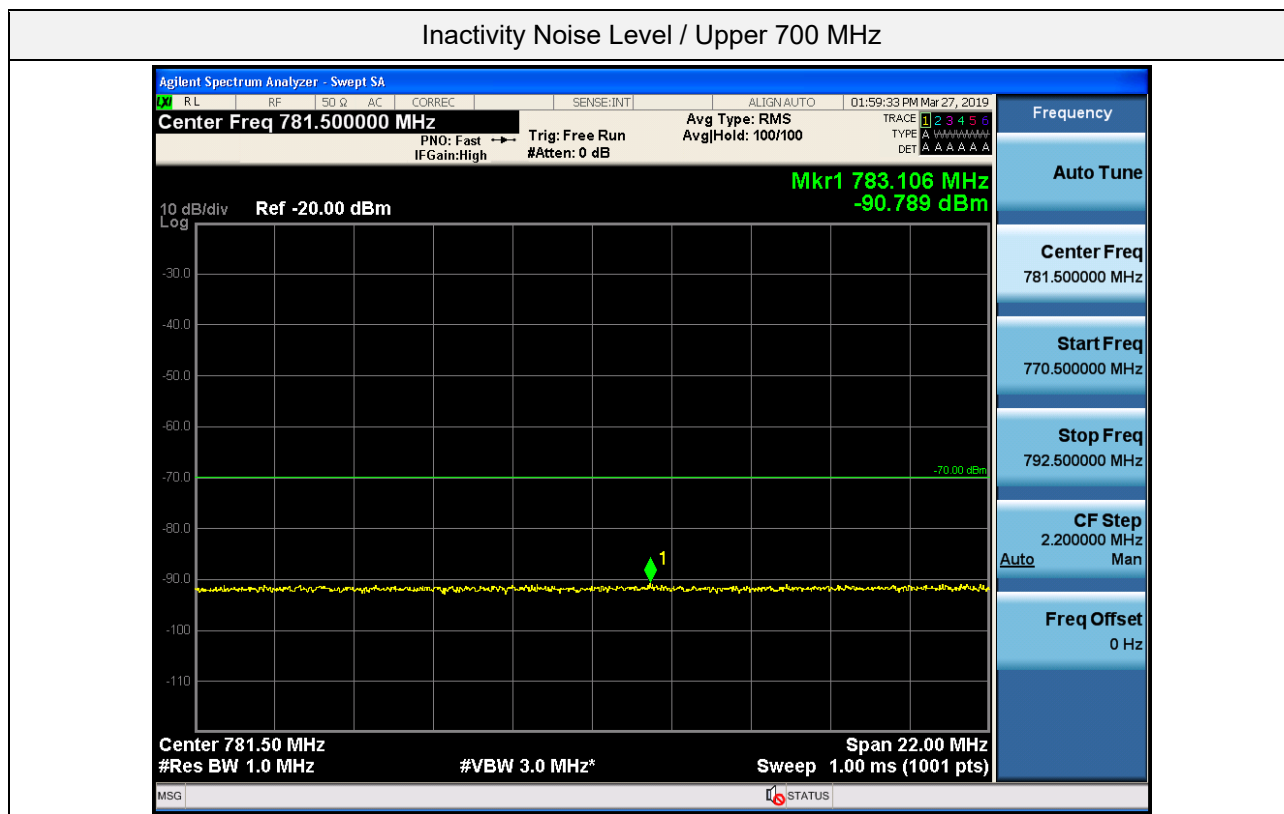 Inactivity Noise Level / Upper 700 MHz
Agilent Spectrum Analyzer - Swept SA
LXI RL RF 50 Ω AC CORREC SENSE:INT ALIGN AUTO 01:59:33 PM Mar 27, 2019
Center Freq 781.500000 MHz
PNO: Fast
IFGain:High
Trig: Free Run
#Atten: 0 dB
Avg Type: RMS
Avg|Hold: 100/100
TRACE 1 2 3 4 5 6
TYPE A WWWWW
DET A A A A A A
Mkr1 783.106 MHz
-90.789 dBm
10 dB/div Ref -20.00 dBm
Log
-30.0
-40.0
-50.0
-60.0
-70.0
-70.00 dBm
-80.0
1
-90.0
-100
-110
Center 781.50 MHz Span 22.00 MHz
#Res BW 1.0 MHz #VBW 3.0 MHz* Sweep 1.00 ms (1001 pts)
MSG STATUS
Frequency
Auto Tune
Center Freq
781.500000 MHz
Start Freq
770.500000 MHz
Stop Freq
792.500000 MHz
CF Step
2.200000 MHz
Auto Man
Freq Offset
0 Hz